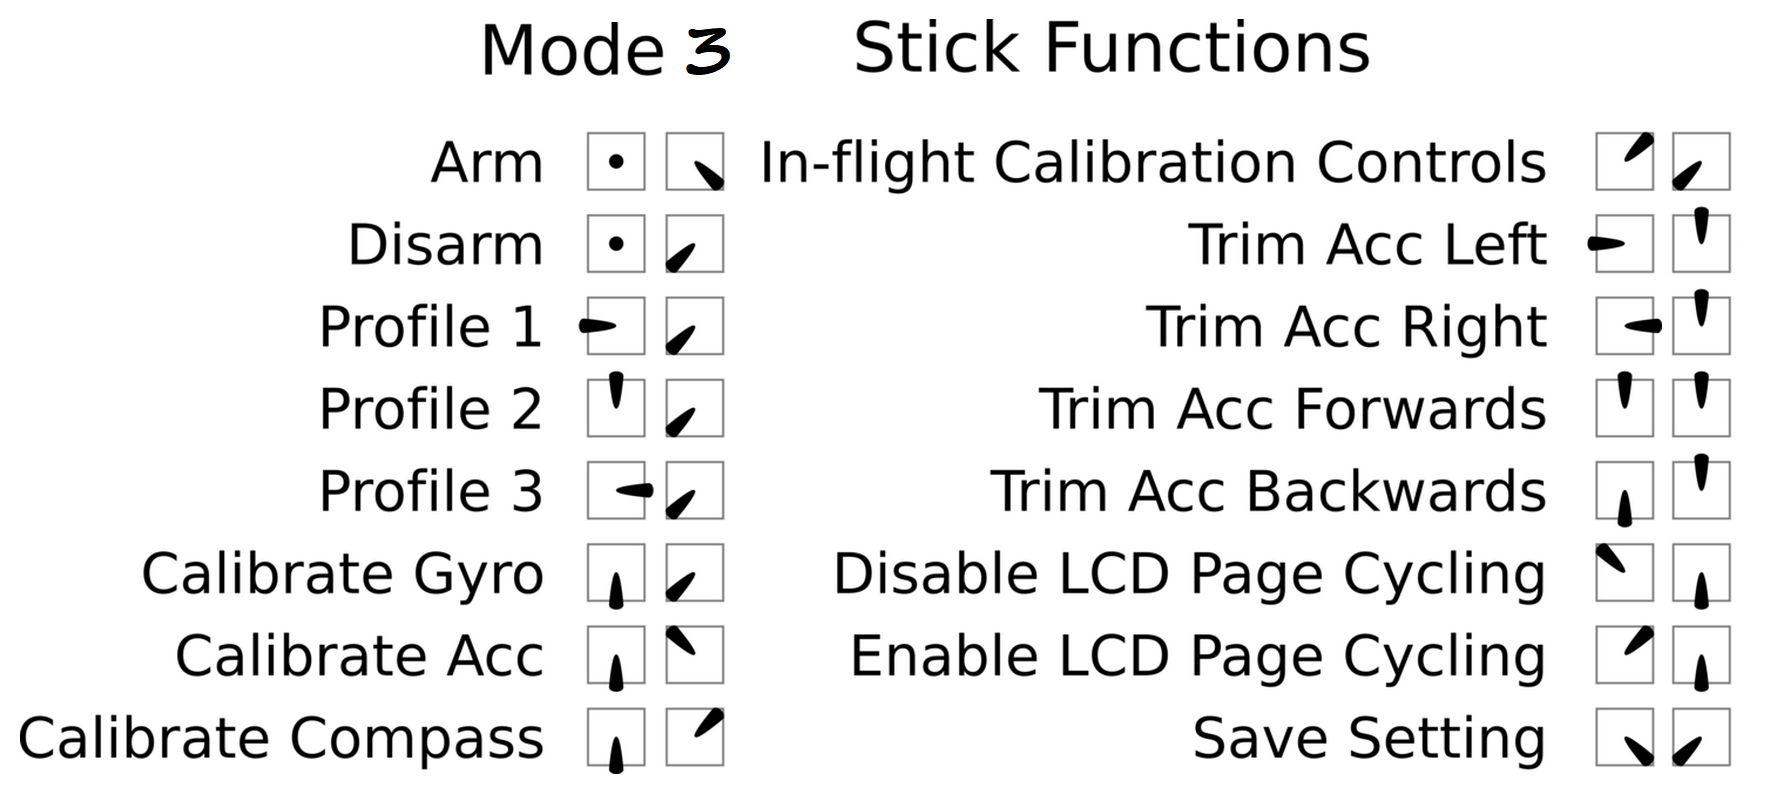 Mode 3 Stick Functions
Arm
Disarm
Profile 1
Profile 2
Profile 3
Calibrate Gyro
Calibrate Acc
Calibrate Compass
In-flight Calibration Controls
Trim Acc Left
Trim Acc Right
Trim Acc Forwards
Trim Acc Backwards
Disable LCD Page Cycling
Enable LCD Page Cycling
Save Setting